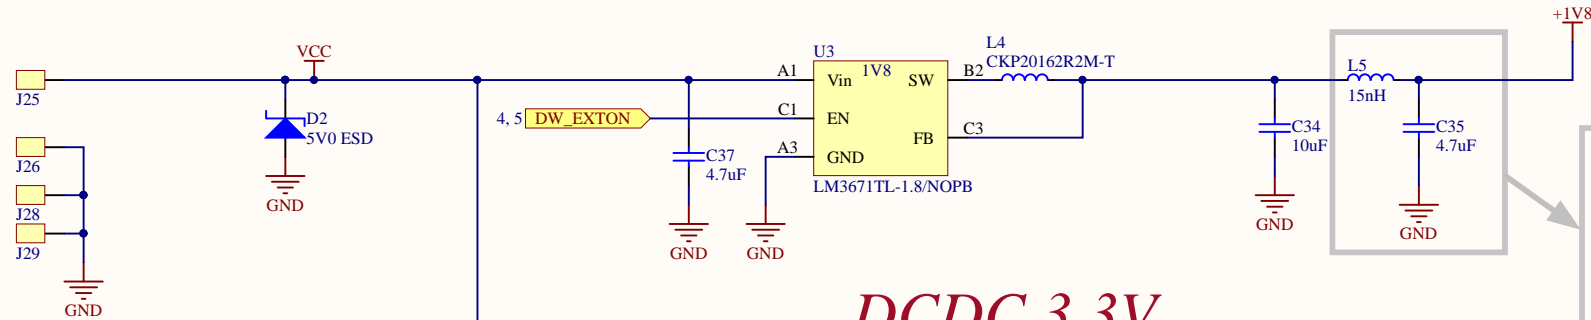 +1V8
VCC
J25
D2
5V0 ESD
GND
J26
J28
J29
GND
4, 5 DW_EXTON
C37
4.7uF
GND
GND
U3
1V8
A1 Vin SW B2
C1 EN
FB C3
A3 GND
LM3671TL-1.8/NOPB
L4
CKP20162R2M-T
C34
10uF
GND
L5
15nH
C35
4.7uF
GND
DCDC 3.3V